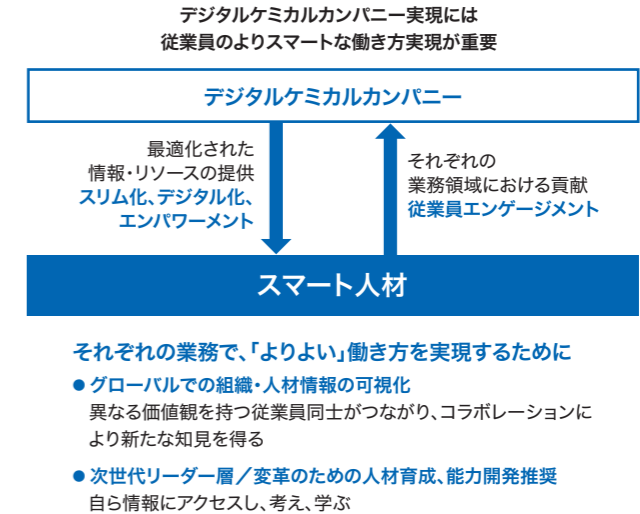 デジタルケミカルカンパニー実現には
従業員のよりスマートな働き方実現が重要
デジタルケミカルカンパニー
最適化された
情報・リソースの提供
スリム化、デジタル化、
エンパワーメント
それぞれの
業務領域における貢献
従業員エンゲージメント
スマート人材
それぞれの業務で、「よりよい」働き方を実現するために
● グローバルでの組織・人材情報の可視化
異なる価値観を持つ従業員同士がつながり、コラボレーションに
より新たな知見を得る
● 次世代リーダー層／変革のための人材育成、能力開発推奨
自ら情報にアクセスし、考え、学ぶ